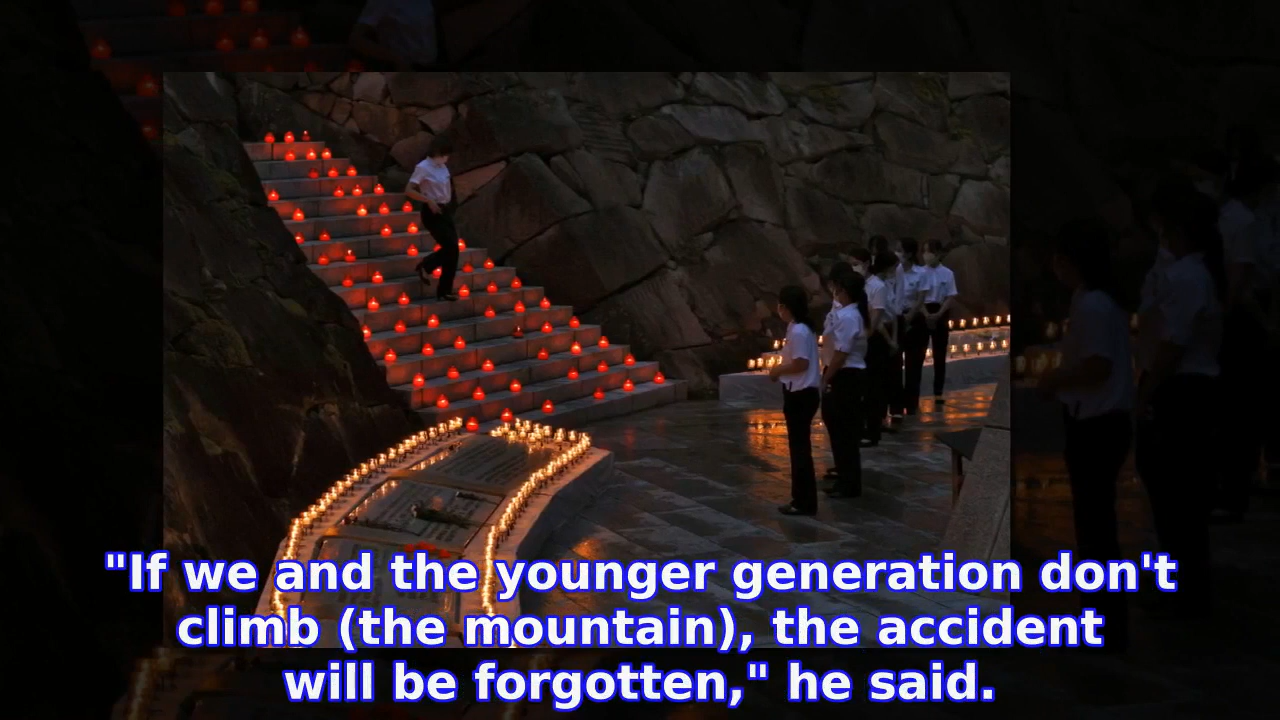 "If we and the younger generation don't
climb (the mountain), the accident
will be forgotten," he said.